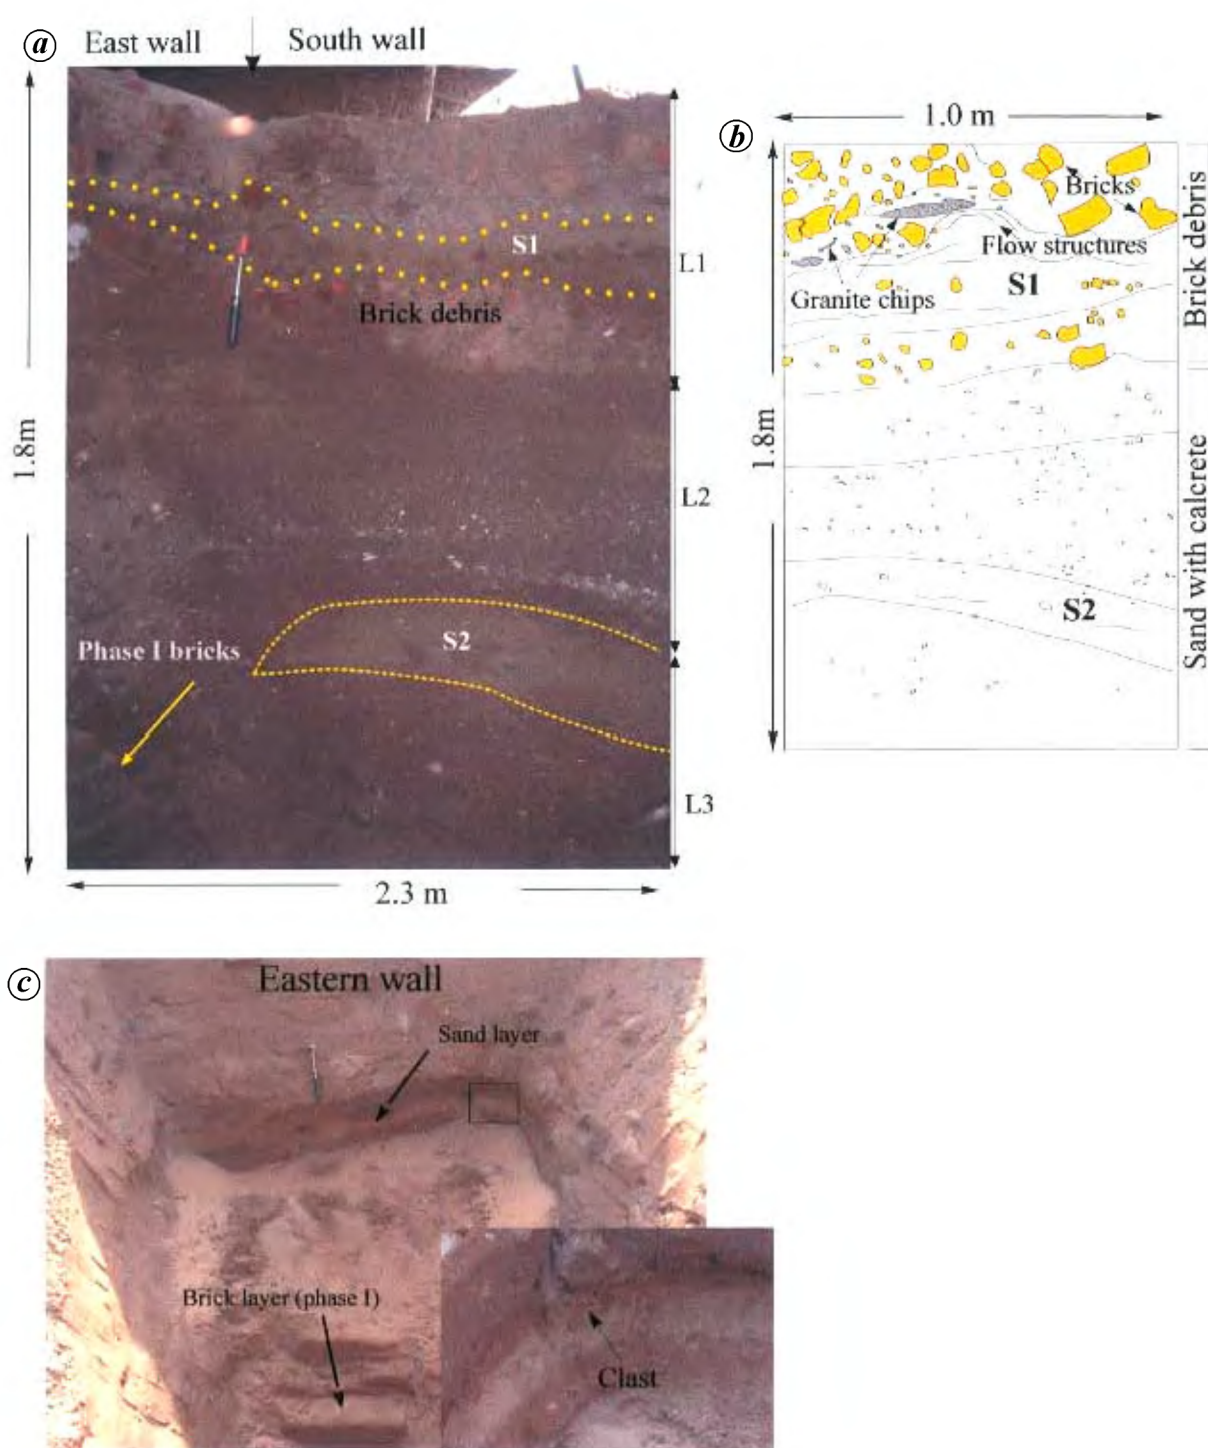 a
East wall
South wall
S1
L1
Brick debris
1.8m
L2
S2
Phase I bricks
L3
2.3 m
b
1.0 m
Bricks
Flow structures
S1
Granite chips
Brick debris
1.8m
S2
Sand with calcrete
c
Eastern wall
Sand layer
Brick layer (phase I)
Clast